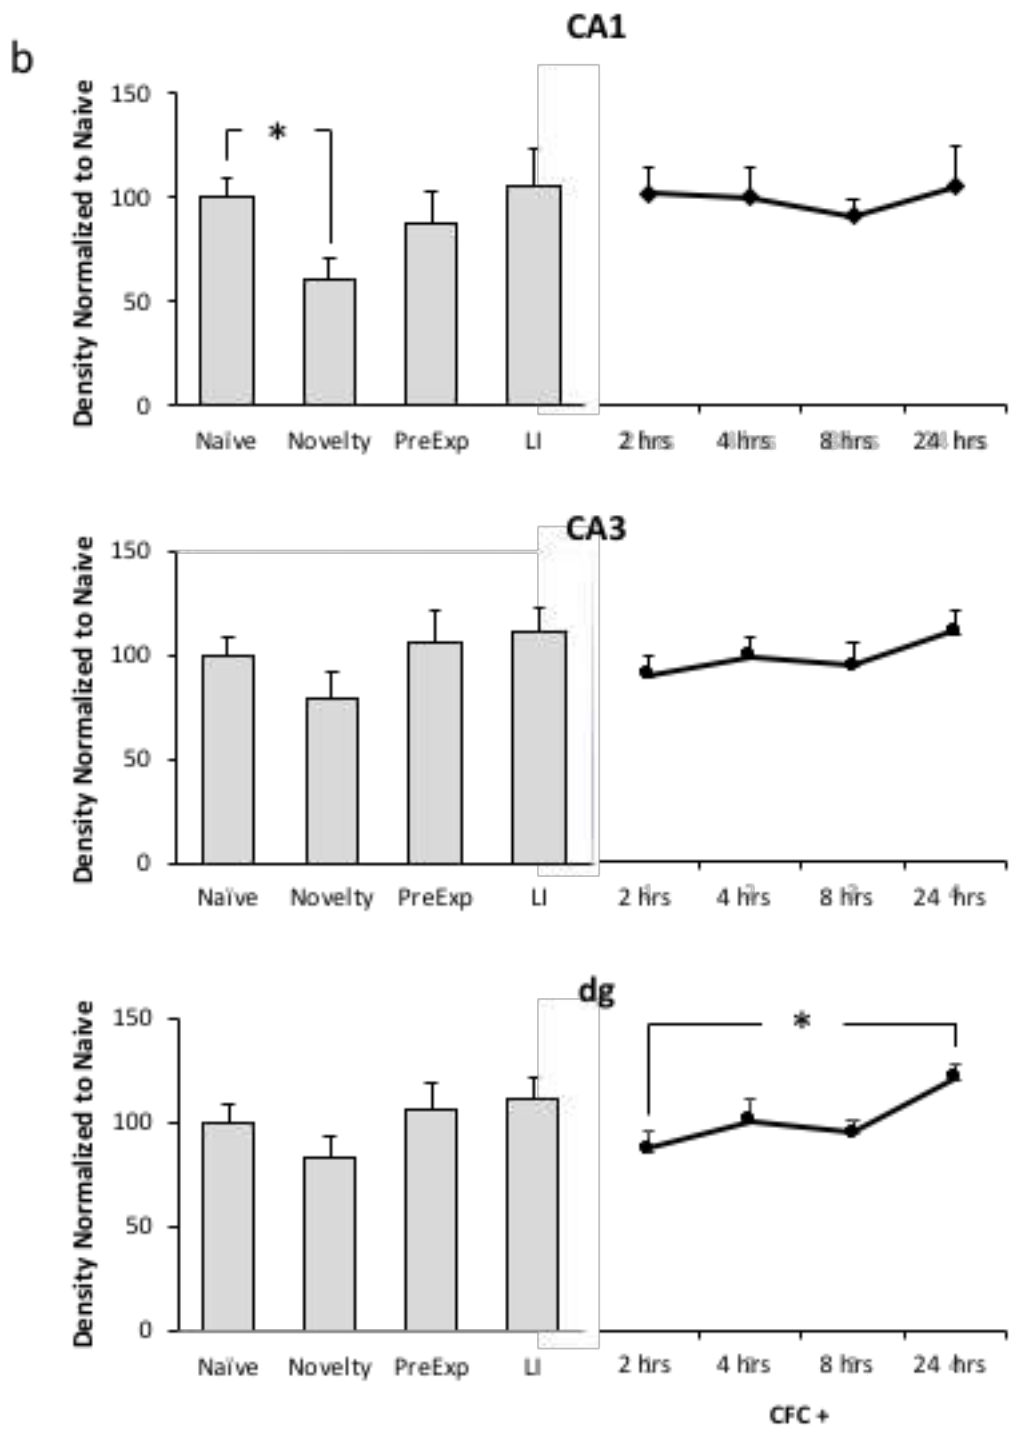 CA1
b
Density Normalized to Naive
150
100
50
0
*
Naïve Novelty PreExp LI 2 hrs 4 hrs 8 hrs 24 hrs
CA3
Density Normalized to Naive
150
100
50
0
Naïve Novelty PreExp LI 2 hrs 4 hrs 8 hrs 24 hrs
dg
Density Normalized to Naive
150
100
50
0
*
Naïve Novelty PreExp LI 2 hrs 4 hrs 8 hrs 24 hrs
CFC +